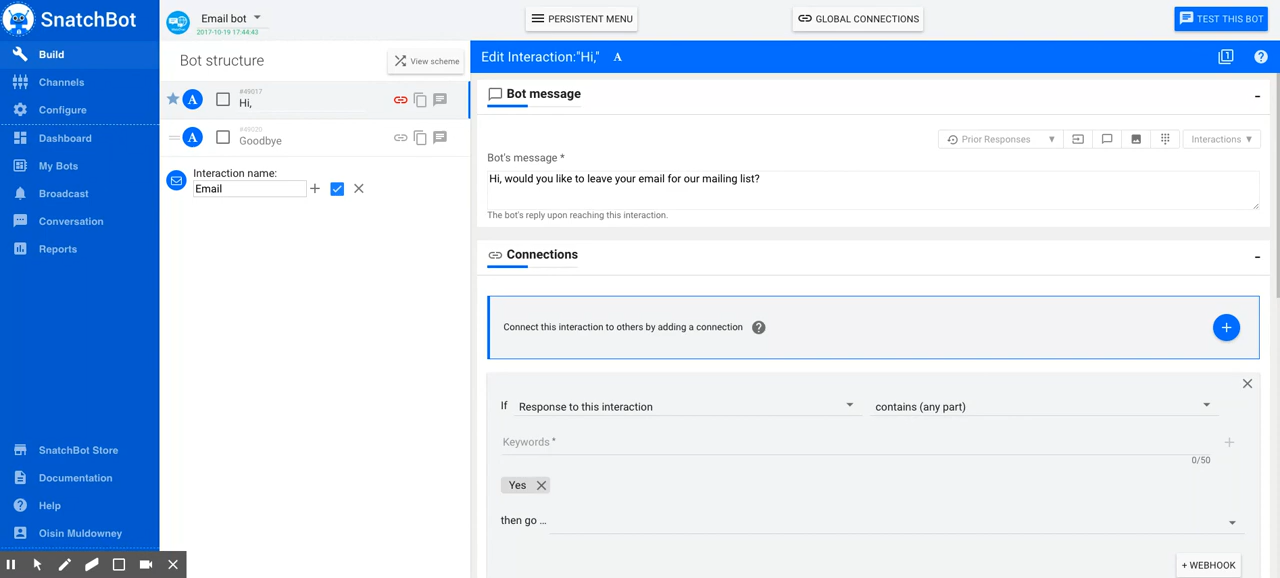 SnatchBot
Build
Channels
Configure
Dashboard
My Bots
Broadcast
Conversation
Reports
SnatchBot Store
Documentation
Help
Oisin Muldowney
Email bot
2017-10-19 17:44:43
PERSISTENT MENU
GLOBAL CONNECTIONS
TEST THIS BOT
Bot structure
View scheme
A
#49017
Hi,
A
#49020
Goodbye
Interaction name:
Email
Edit Interaction:"Hi," A
1
Bot message
Prior Responses
Interactions
Bot's message *
Hi, would you like to leave your email for our mailing list?
The bot's reply upon reaching this interaction.
Connections
Connect this interaction to others by adding a connection
If Response to this interaction contains (any part)
Keywords *
0/50
Yes
then go ...
+ WEBHOOK